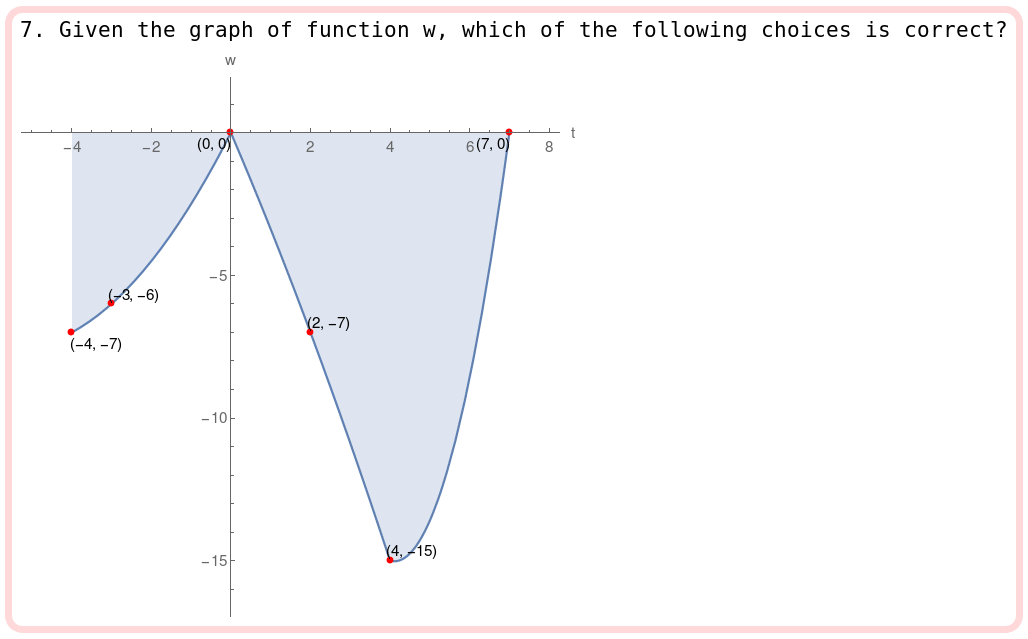 7. Given the graph of function w, which of the following choices is correct?
w
t
−4 −2 2 4 6 8
(0, 0) (7, 0)
−5
(−3, −6)
(2, −7)
(−4, −7)
−10
(4, −15)
−15